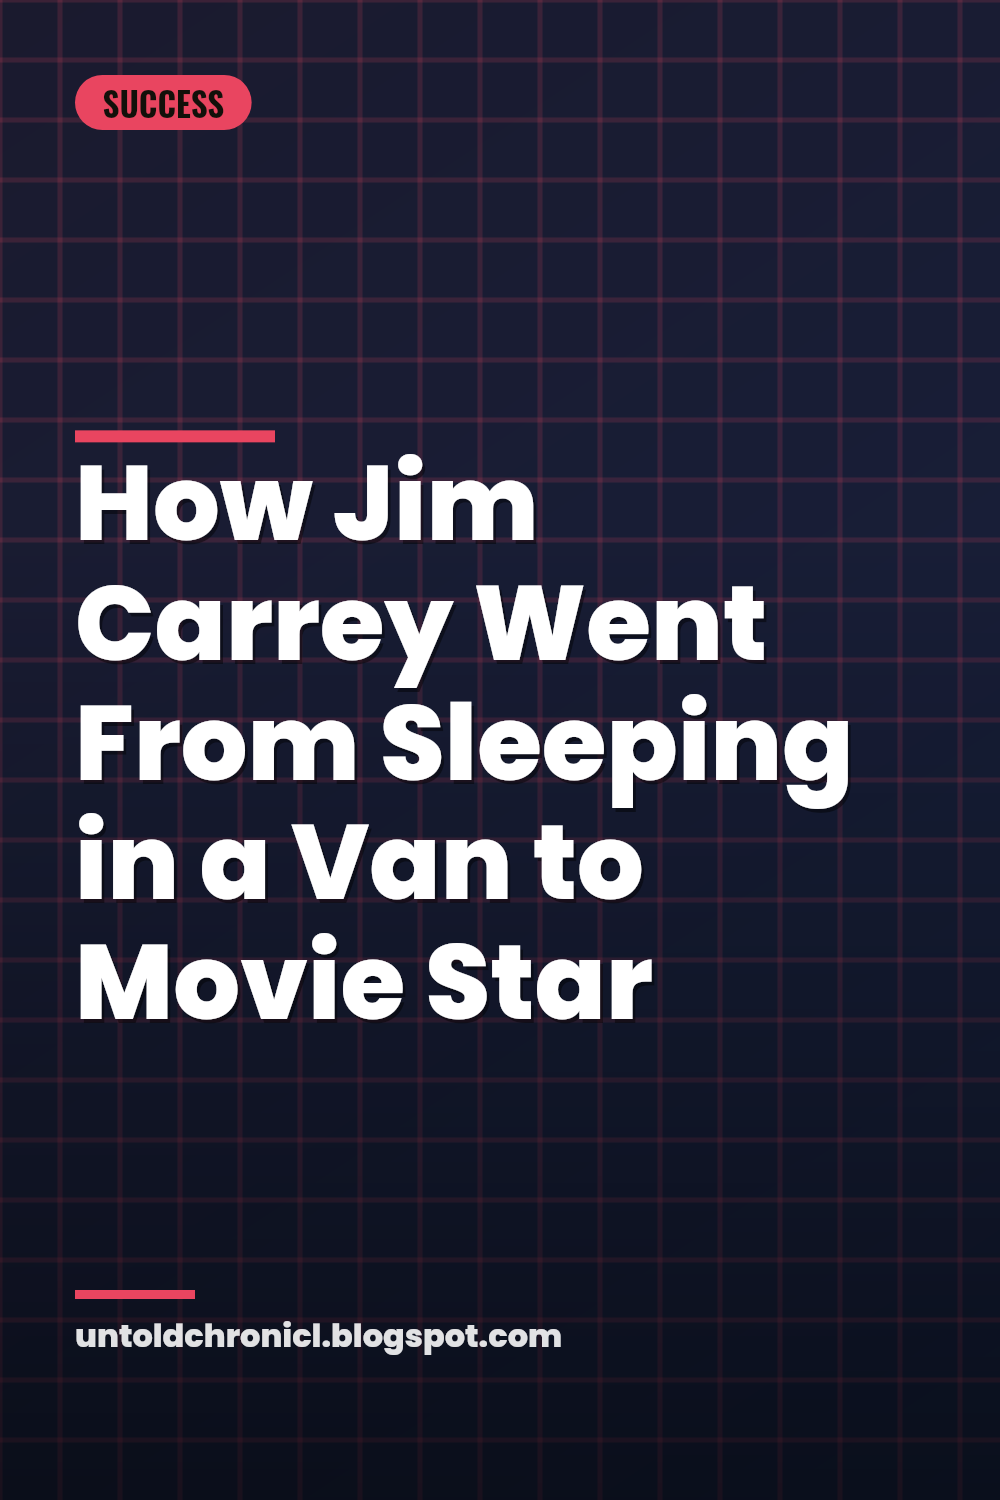 SUCCESS
How Jim
Carrey Went
From Sleeping
in a Van to
Movie Star
untoldchronicl.blogspot.com